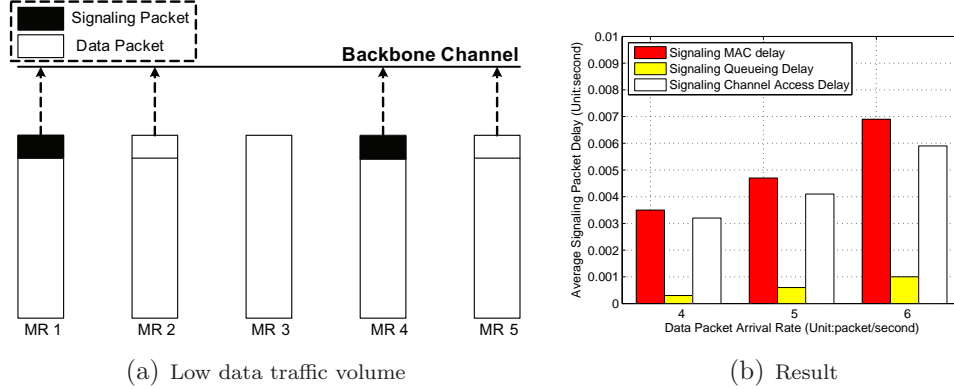 Signaling Packet
Data Packet
Backbone Channel
MR 1
MR 2
MR 3
MR 4
MR 5
(a) Low data traffic volume
Average Signaling Packet Delay (Unit:second)
0.01
0.009
0.008
0.007
0.006
0.005
0.004
0.003
0.002
0.001
0
Signaling MAC delay
Signaling Queueing Delay
Signaling Channel Access Delay
4
5
6
Data Packet Arrival Rate (Unit:packet/second)
(b) Result